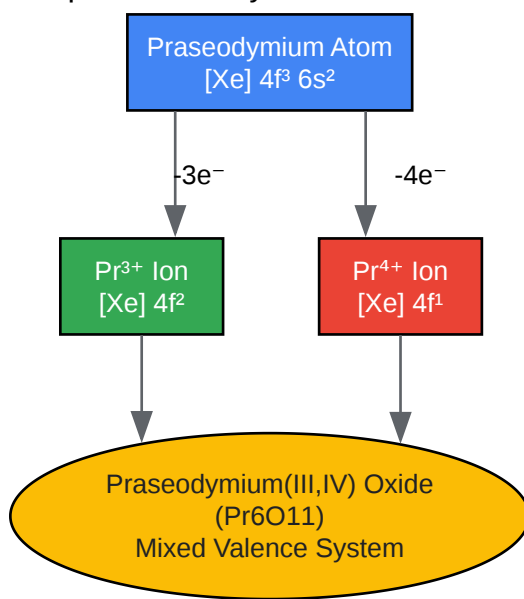 Praseodymium Atom
[Xe] 4f³ 6s²
-3e⁻
-4e⁻
Pr³⁺ Ion
[Xe] 4f²
Pr⁴⁺ Ion
[Xe] 4f¹
Praseodymium(III,IV) Oxide
(Pr6O11)
Mixed Valence System